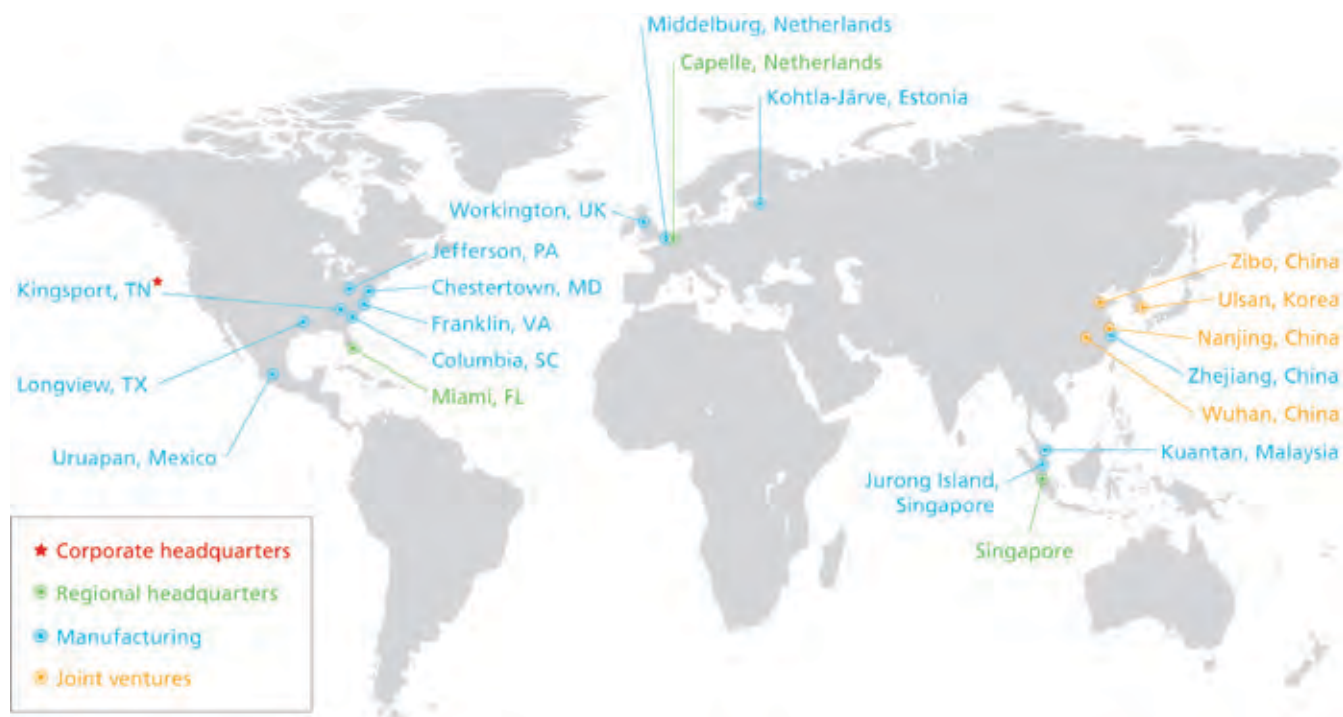 Middelburg, Netherlands
Capelle, Netherlands
Kohtla-Järve, Estonia
Workington, UK
Jefferson, PA
Kingsport, TN
Chestertown, MD
Franklin, VA
Columbia, SC
Longview, TX
Miami, FL
Uruapan, Mexico
Zibo, China
Ulsan, Korea
Nanjing, China
Zhejiang, China
Wuhan, China
Kuantan, Malaysia
Jurong Island,
Singapore
Singapore
Corporate headquarters
Regional headquarters
Manufacturing
Joint ventures